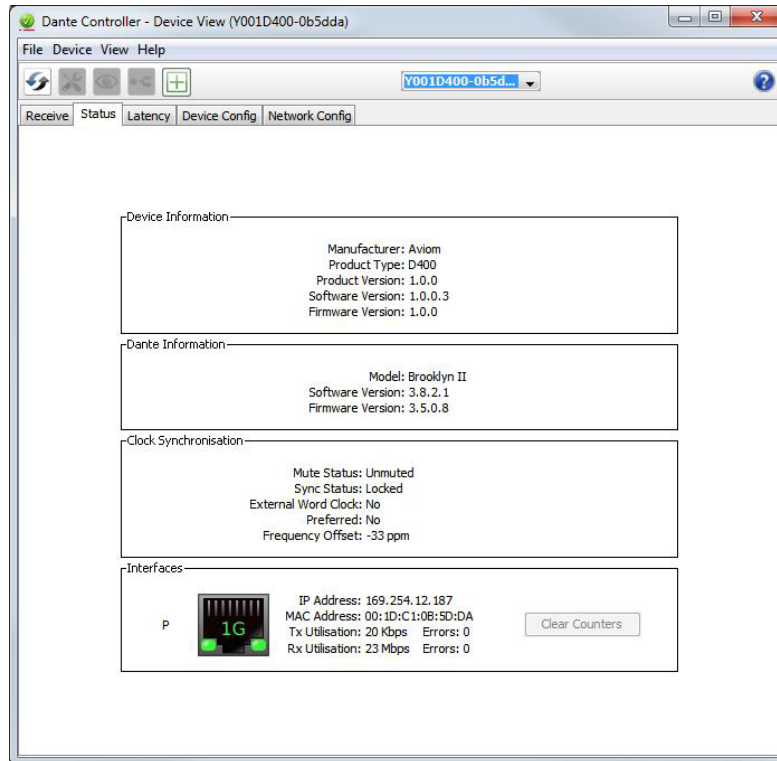 Dante Controller - Device View (Y001D400-0b5dda)
File Device View Help
Y001D400-0b5d...
Receive Status Latency Device Config Network Config
Device Information
Manufacturer: Aviom
Product Type: D400
Product Version: 1.0.0
Software Version: 1.0.0.3
Firmware Version: 1.0.0
Dante Information
Model: Brooklyn II
Software Version: 3.8.2.1
Firmware Version: 3.5.0.8
Clock Synchronisation
Mute Status: Unmuted
Sync Status: Locked
External Word Clock: No
Preferred: No
Frequency Offset: -33 ppm
Interfaces
P
1G
IP Address: 169.254.12.187
MAC Address: 00:1D:C1:0B:5D:DA
Tx Utilisation: 20 Kbps Errors: 0
Rx Utilisation: 23 Mbps Errors: 0
Clear Counters